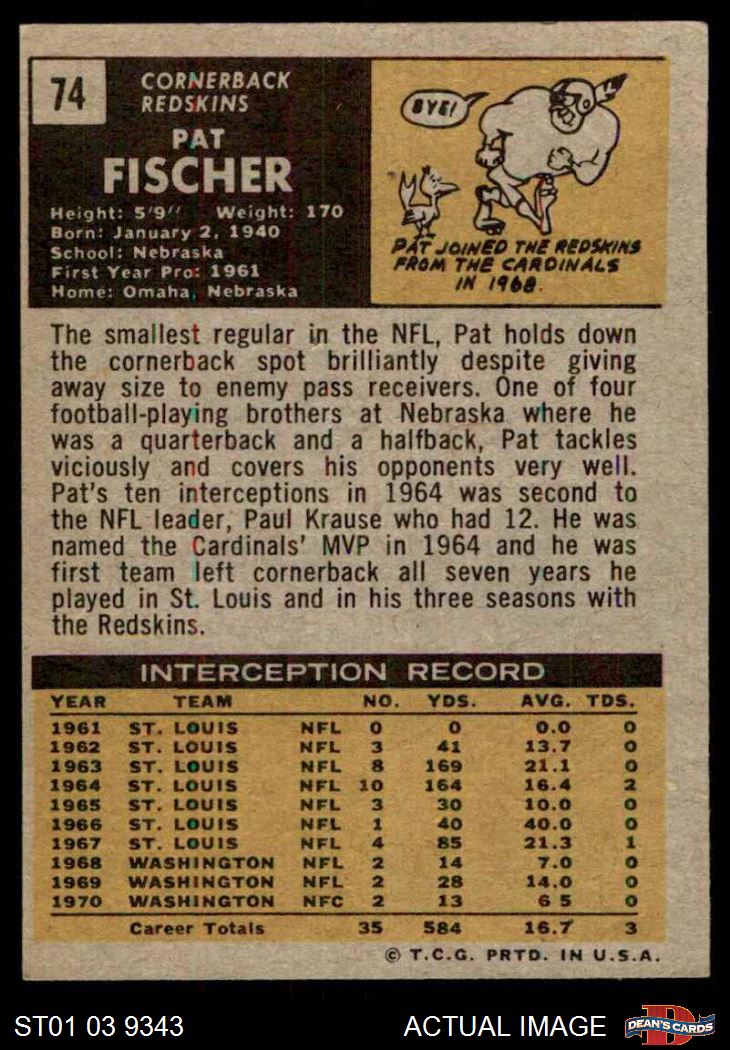 74
CORNERBACK
REDSKINS
PAT
FISCHER
Height: 5'9" Weight: 170
Born: January 2, 1940
School: Nebraska
First Year Pro: 1961
Home: Omaha, Nebraska
BYE!
PAT JOINED THE REDSKINS
FROM THE CARDINALS
IN 1968.
The smallest regular in the NFL, Pat holds down
the cornerback spot brilliantly despite giving
away size to enemy pass receivers. One of four
football-playing brothers at Nebraska where he
was a quarterback and a halfback, Pat tackles
viciously and covers his opponents very well.
Pat's ten interceptions in 1964 was second to
the NFL leader, Paul Krause who had 12. He was
named the Cardinals' MVP in 1964 and he was
first team left cornerback all seven years he
played in St. Louis and in his three seasons with
the Redskins.
INTERCEPTION RECORD
YEAR TEAM NO. YDS. AVG. TDS.
1961 ST. LOUIS NFL 0 0 0.0 0
1962 ST. LOUIS NFL 3 41 13.7 0
1963 ST. LOUIS NFL 8 169 21.1 0
1964 ST. LOUIS NFL 10 164 16.4 2
1965 ST. LOUIS NFL 3 30 10.0 0
1966 ST. LOUIS NFL 1 40 40.0 0
1967 ST. LOUIS NFL 4 85 21.3 1
1968 WASHINGTON NFL 2 14 7.0 0
1969 WASHINGTON NFL 2 28 14.0 0
1970 WASHINGTON NFC 2 13 6 5 0
Career Totals 35 584 16.7 3
© T.C.G. PRTD. IN U.S.A.
ST01 03 9343 ACTUAL IMAGE
D
DEAN'S CARDS